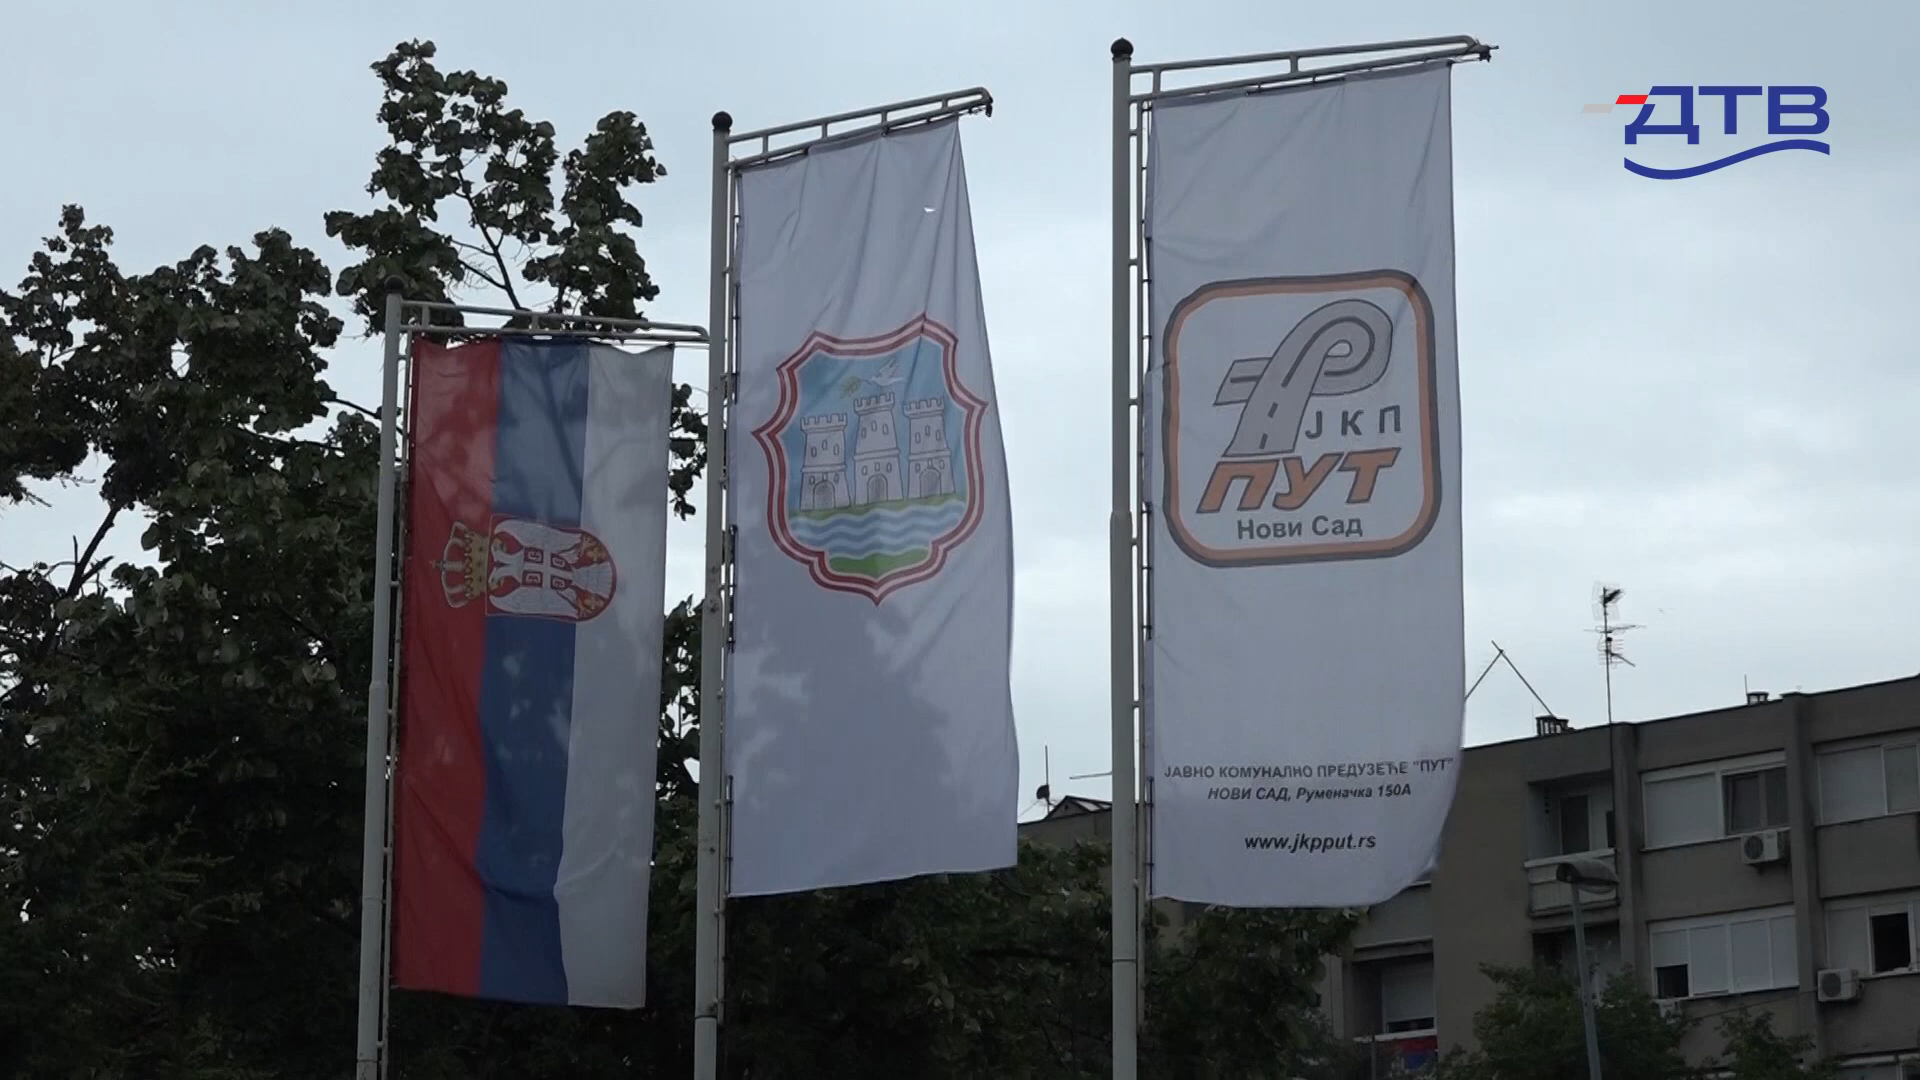 ДТВ
ЈКП
ПУТ
Нови Сад
ЈАВНО КОМУНАЛНО ПРЕДУЗЕЋЕ "ПУТ"
НОВИ САД, Руменачка 150А
www.jkpput.rs